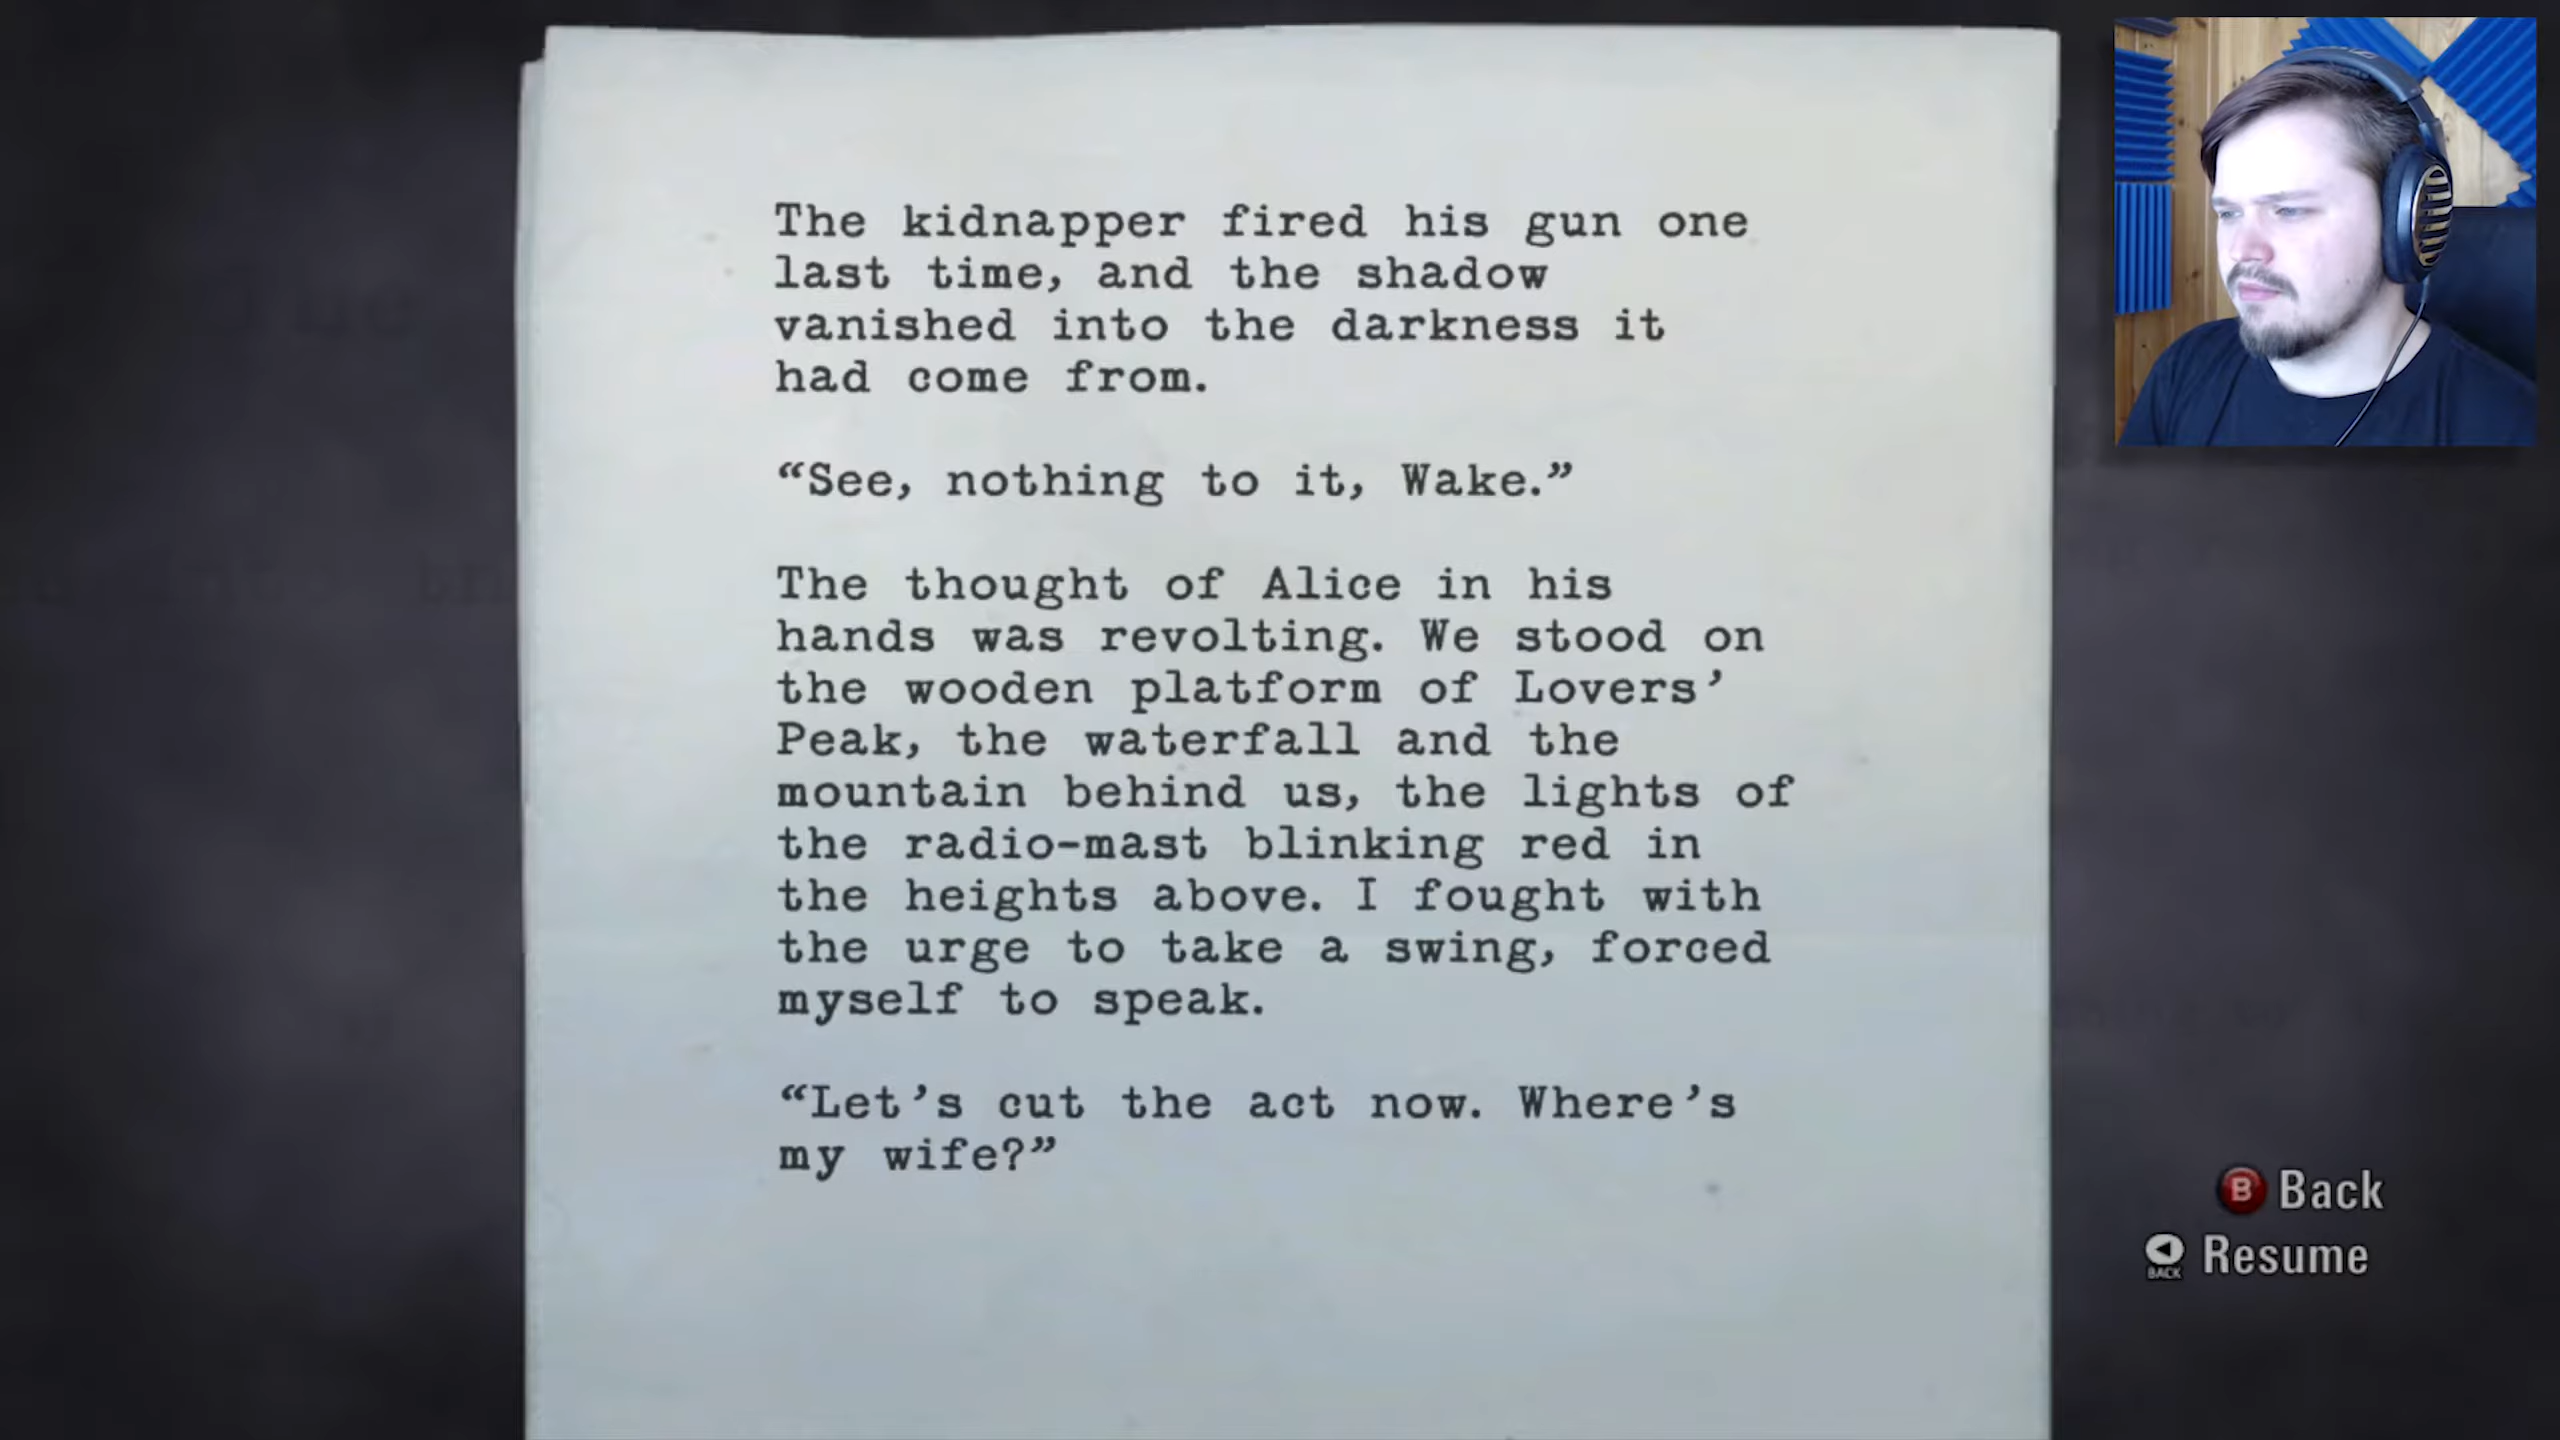 The kidnapper fired his gun one
last time, and the shadow
vanished into the darkness it
had come from.
“See, nothing to it, Wake.”
The thought of Alice in his
hands was revolting. We stood on
the wooden platform of Lovers’
Peak, the waterfall and the
mountain behind us, the lights of
the radio-mast blinking red in
the heights above. I fought with
the urge to take a swing, forced
myself to speak.
“Let’s cut the act now. Where’s
my wife?”
B Back
BACK Resume